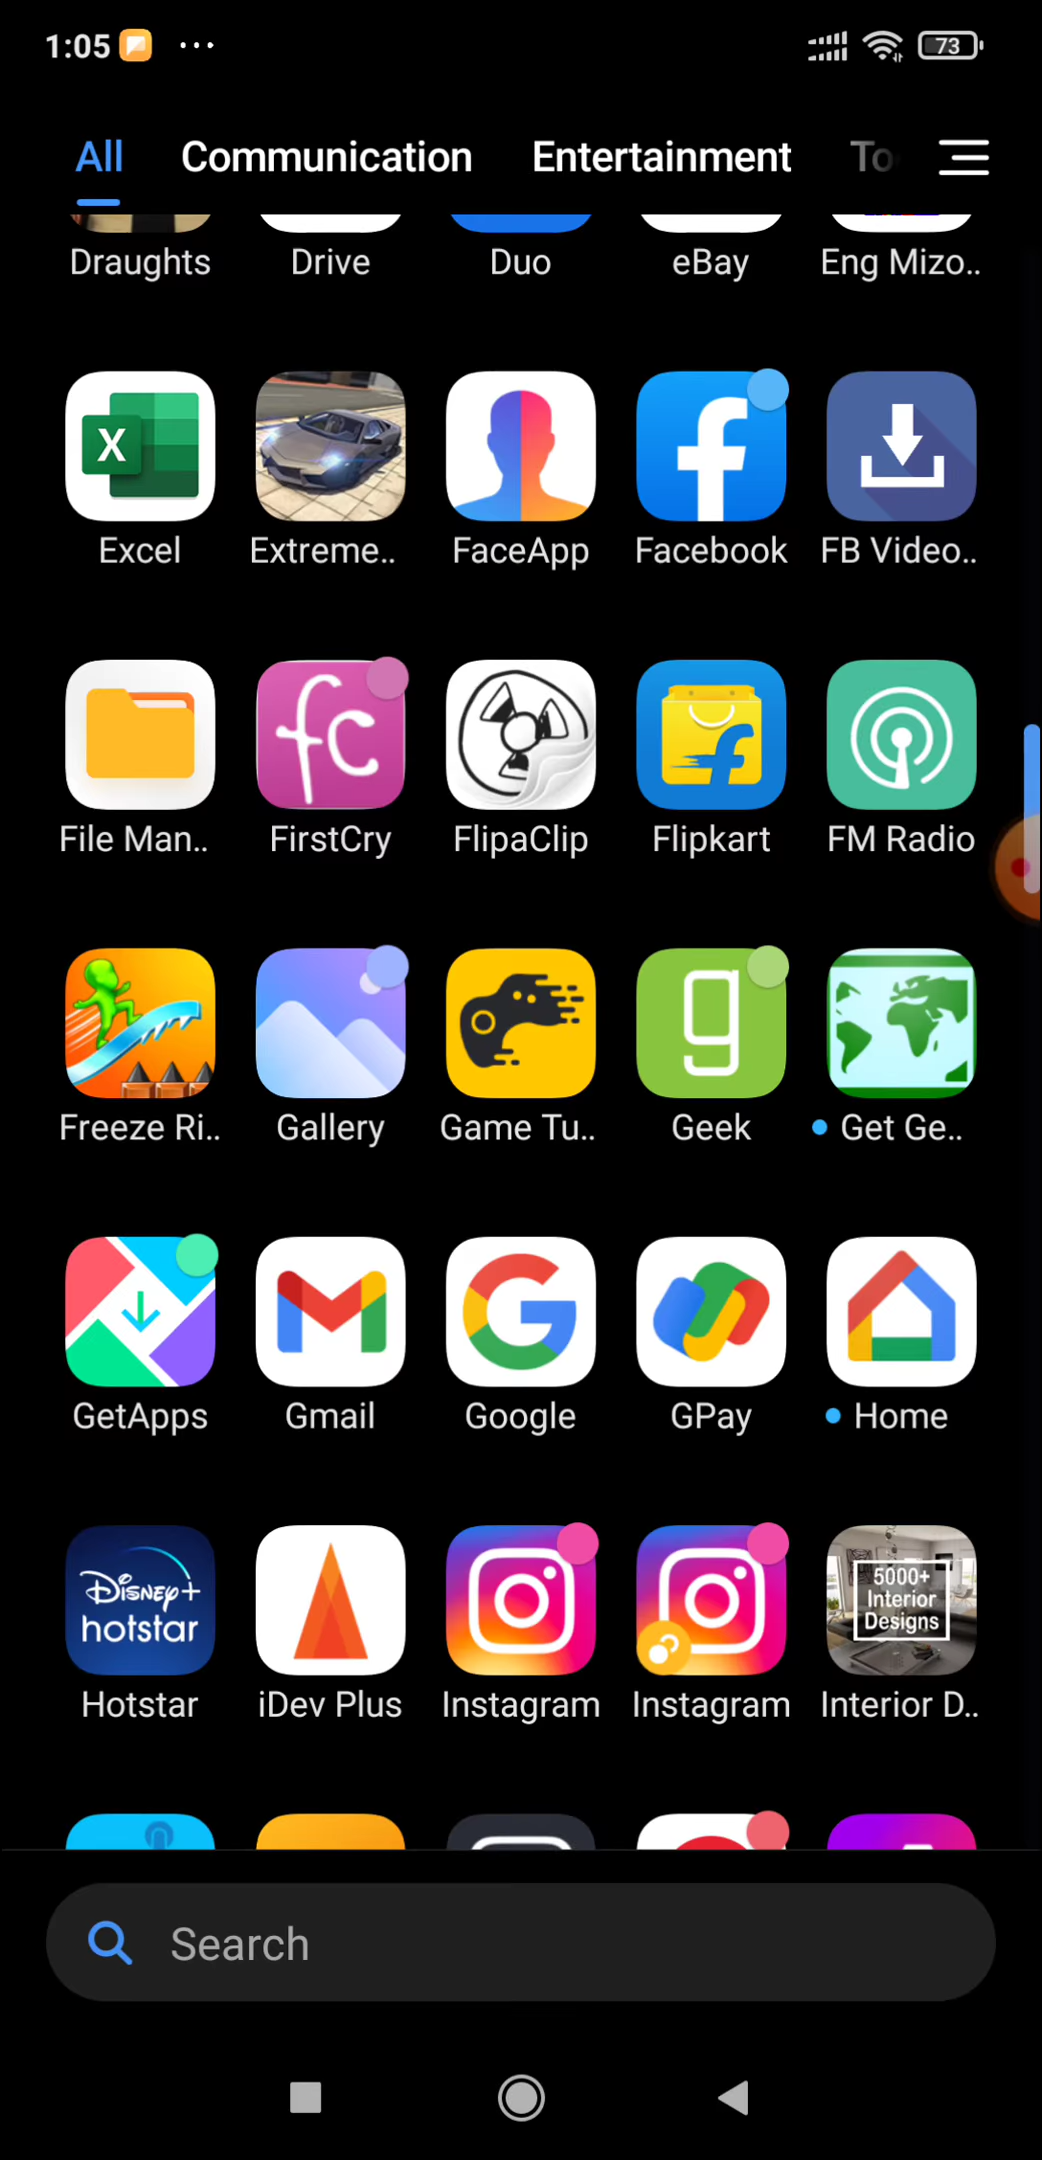 1:05 ... 73
All Communication Entertainment To
Draughts Drive Duo eBay Eng Mizo..
X
Excel Extreme.. FaceApp Facebook FB Video..
fc
File Man.. FirstCry FlipaClip Flipkart FM Radio
g
Freeze Ri.. Gallery Game Tu.. Geek Get Ge..
GetApps Gmail Google GPay Home
Disney+
hotstar
5000+
Interior
Designs
Hotstar iDev Plus Instagram Instagram Interior D..
Search